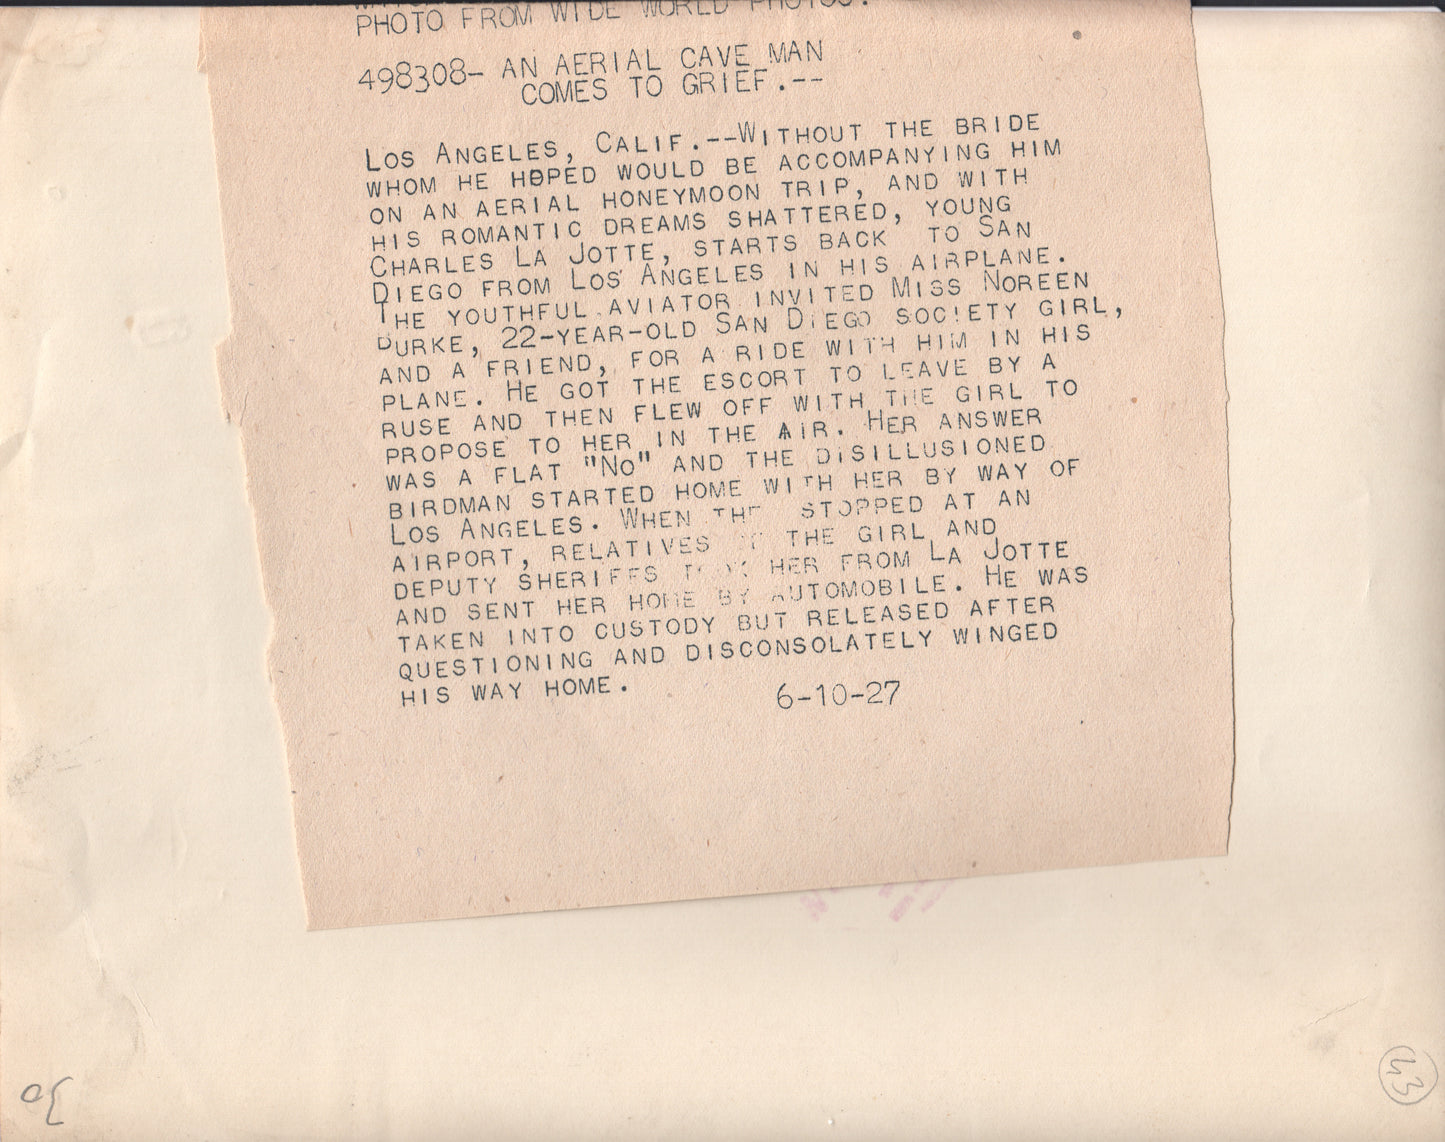 PHOTO FROM WIDE WORLD PHOTOS.
498308- AN AERIAL CAVE MAN
COMES TO GRIEF.--
LOS ANGELES, CALIF.--WITHOUT THE BRIDE
WHOM HE HOPED WOULD BE ACCOMPANYING HIM
ON AN AERIAL HONEYMOON TRIP, AND WITH
HIS ROMANTIC DREAMS SHATTERED, YOUNG
CHARLES LA JOTTE, STARTS BACK TO SAN
DIEGO FROM LOS ANGELES IN HIS AIRPLANE.
THE YOUTHFUL AVIATOR INVITED MISS NOREEN
DURKE, 22-YEAR-OLD SAN DIEGO SOCIETY GIRL,
AND A FRIEND, FOR A RIDE WITH HIM IN HIS
PLANE. HE GOT THE ESCORT TO LEAVE BY A
RUSE AND THEN FLEW OFF WITH THE GIRL TO
PROPOSE TO HER IN THE AIR. HER ANSWER
WAS A FLAT "NO" AND THE DISILLUSIONED
BIRDMAN STARTED HOME WITH HER BY WAY OF
LOS ANGELES. WHEN STOPPED AT AN
AIRPORT, RELATIVES THE GIRL AND
DEPUTY SHERIFFS TOOK HER FROM LA JOTTE
AND SENT HER HOME BY AUTOMOBILE. HE WAS
TAKEN INTO CUSTODY BUT RELEASED AFTER
QUESTIONING AND DISCONSOLATELY WINGED
HIS WAY HOME. 6-10-27